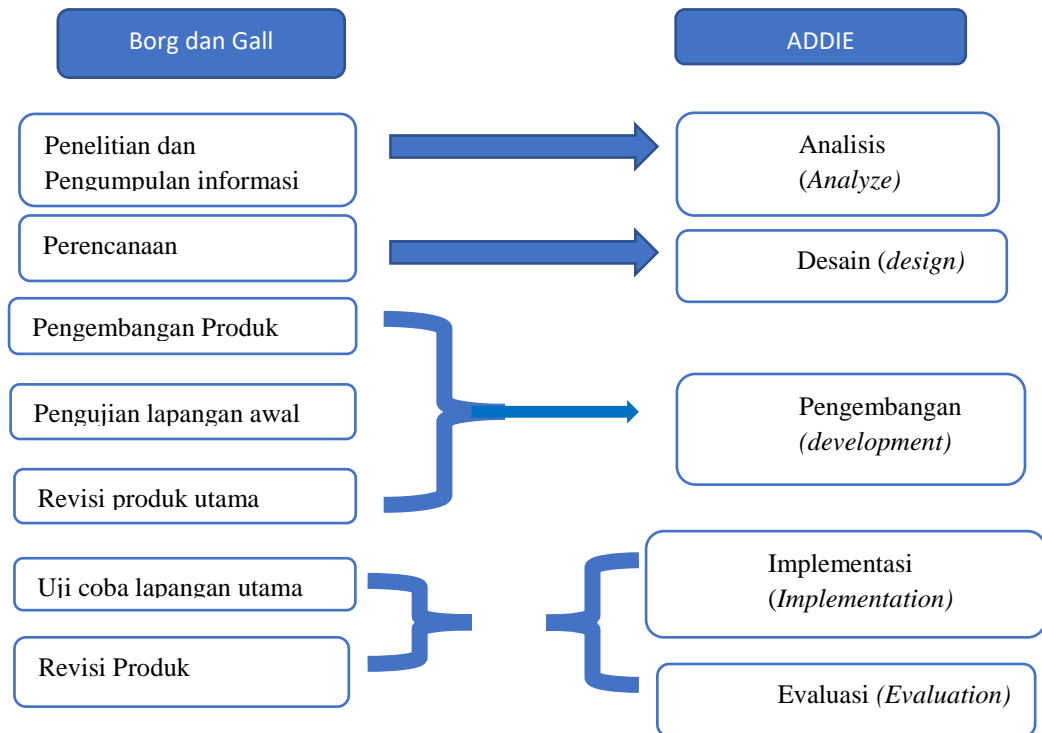 Borg dan Gall
ADDIE
Penelitian dan
Pengumpulan informasi
Analisis
(Analyze)
Perencanaan
Desain (design)
Pengembangan Produk
Pengujian lapangan awal
Revisi produk utama
Pengembangan
(development)
Uji coba lapangan utama
Revisi Produk
Implementasi
(Implementation)
Evaluasi (Evaluation)